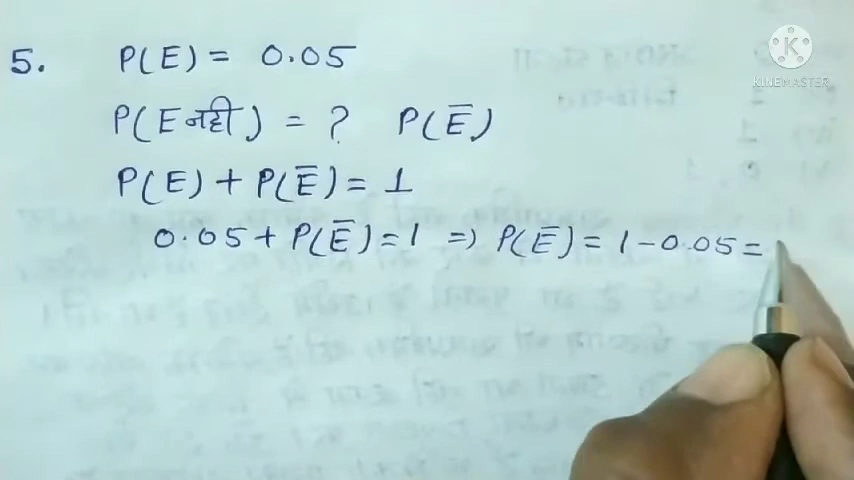 KINEMASTER
5. P(E) = 0.05
P(E नहीं) = ? P(E̅)
P(E) + P(E̅) = 1
0.05 + P(E̅) = 1 => P(E̅) = 1 - 0.05 =